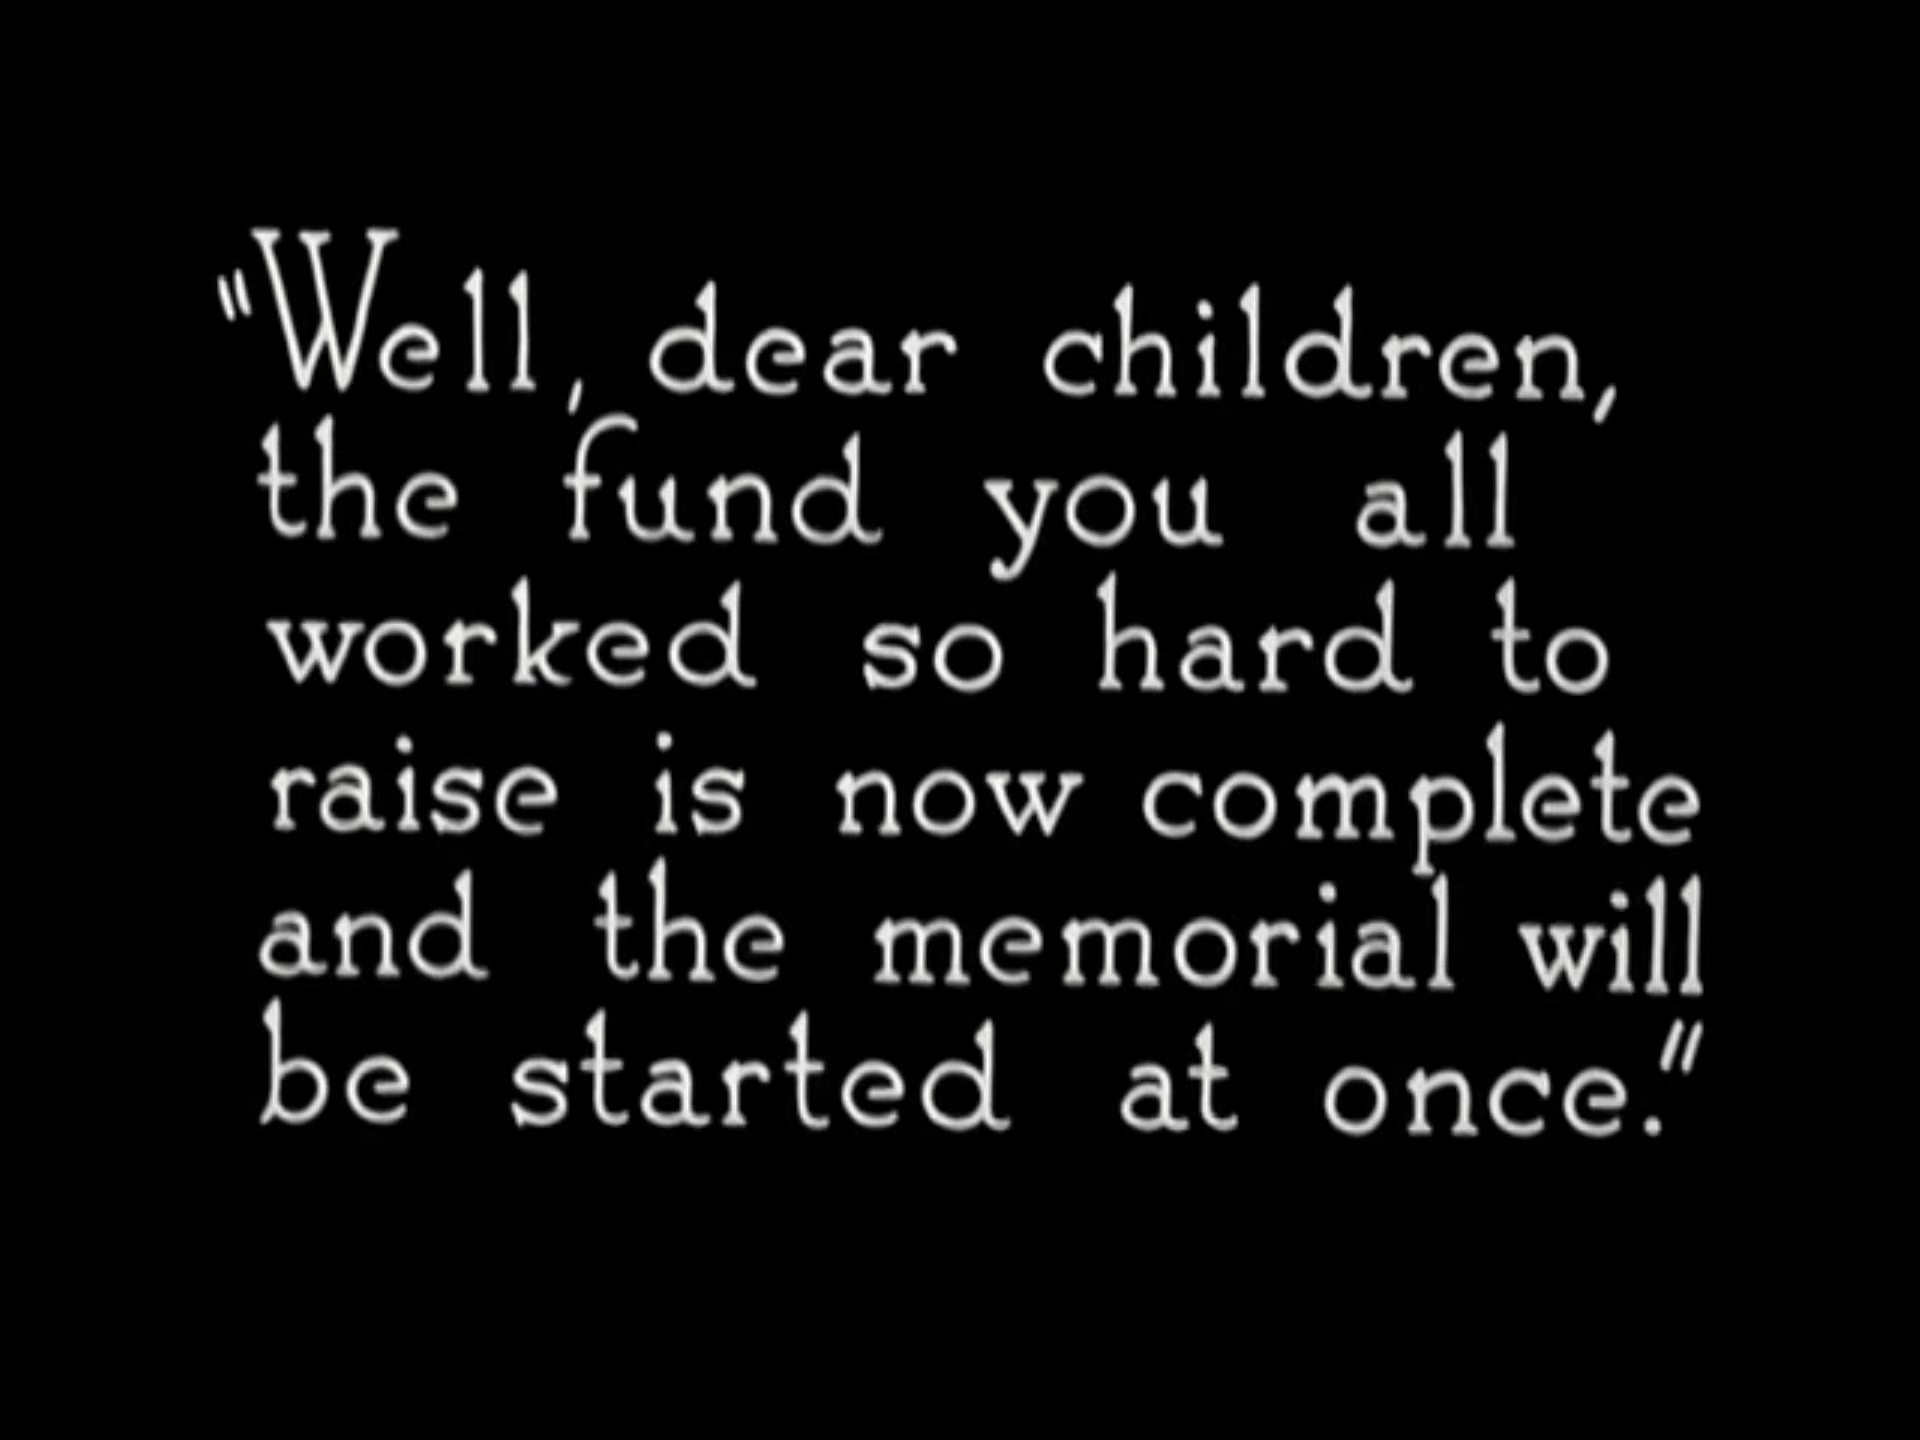 "Well, dear children,
the fund you all
worked so hard to
raise is now complete
and the memorial will
be started at once."